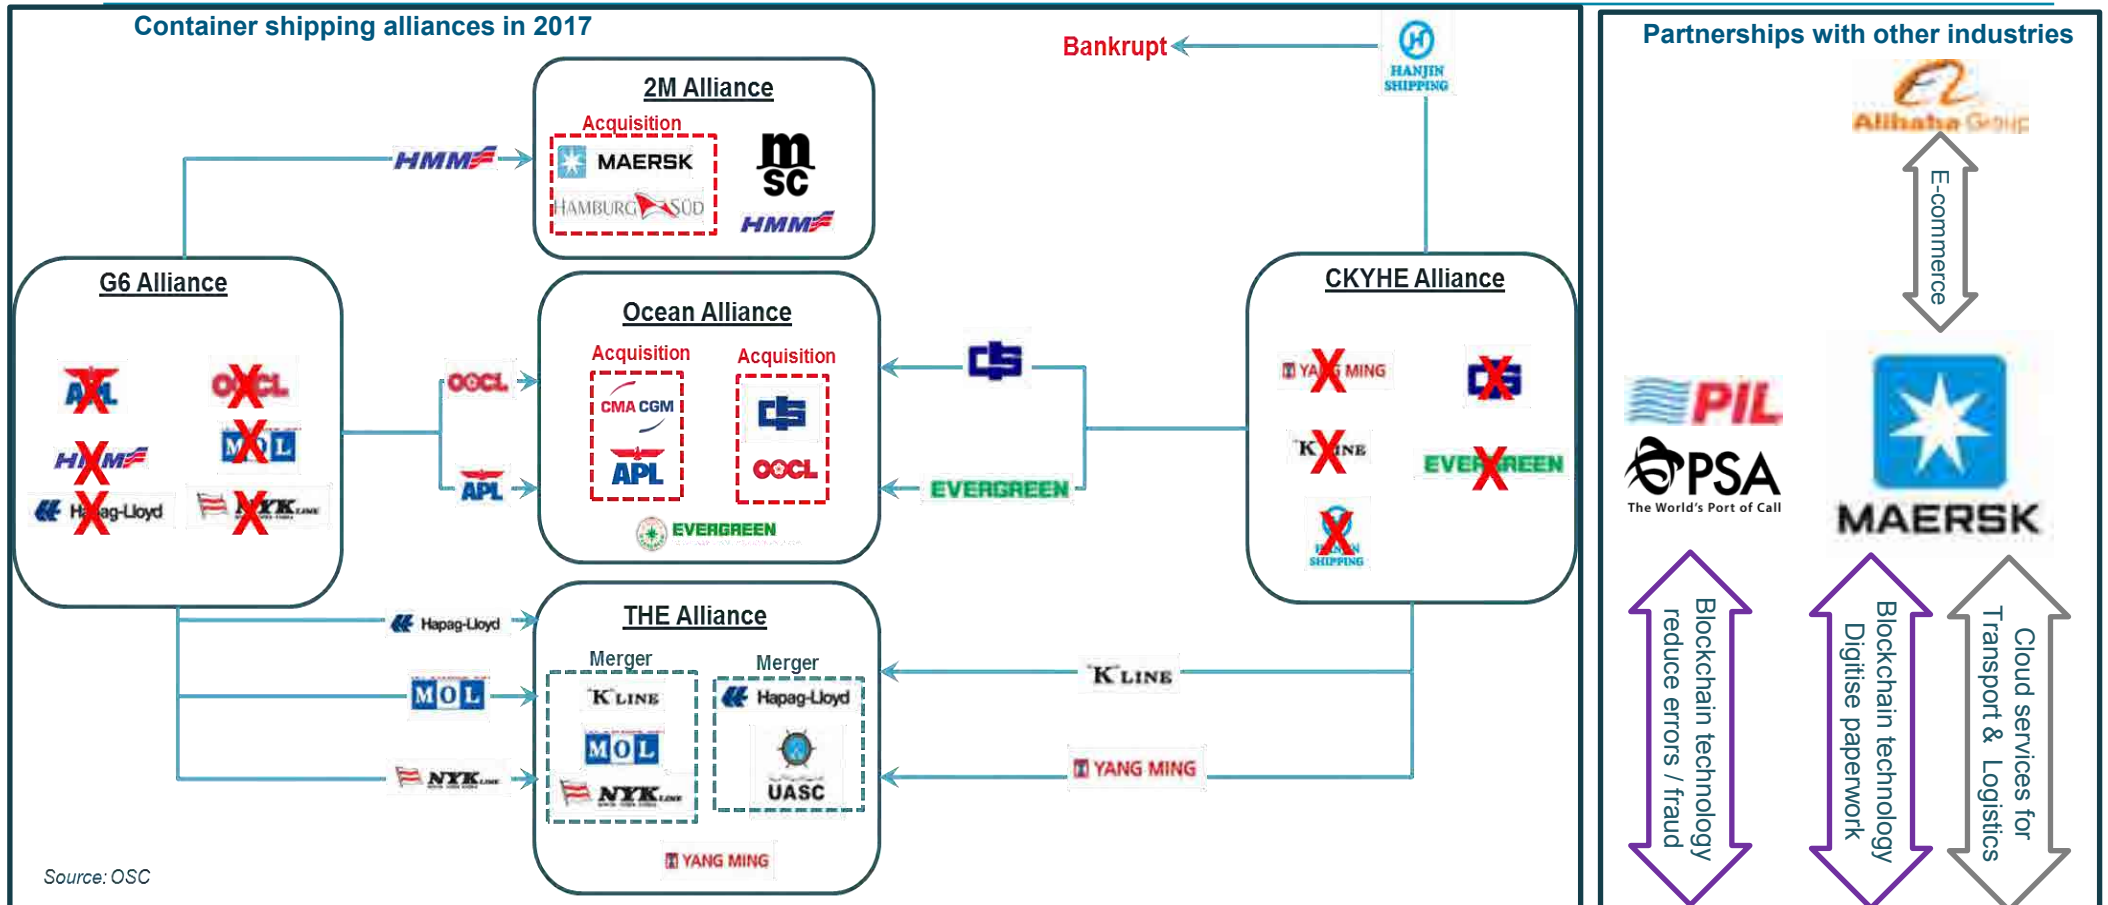 Container shipping alliances in 2017
Bankrupt
HANJIN
SHIPPING
2M Alliance
Acquisition
MAERSK
HAMBURG SÜD
m
SC
HMM
HMM
G6 Alliance
APL
OOCL
HMM
MOL
Hapag-Lloyd
NYK LINE
OOCL
APL
Ocean Alliance
Acquisition
CMA CGM
APL
Acquisition
OOCL
EVERGREEN
EVERGREEN
CKYHE Alliance
YANG MING
"K" LINE
EVERGREEN
HANJIN
SHIPPING
Hapag-Lloyd
MOL
NYK LINE
THE Alliance
Merger
"K" LINE
MOL
NYK LINE
Merger
Hapag-Lloyd
UASC
YANG MING
"K" LINE
YANG MING
Source: OSC
Partnerships with other industries
Alibaba Group
E-commerce
PIL
PSA
The World's Port of Call
MAERSK
Blockchain technology
reduce errors / fraud
Blockchain technology
Digitise paperwork
Cloud services for
Transport & Logistics